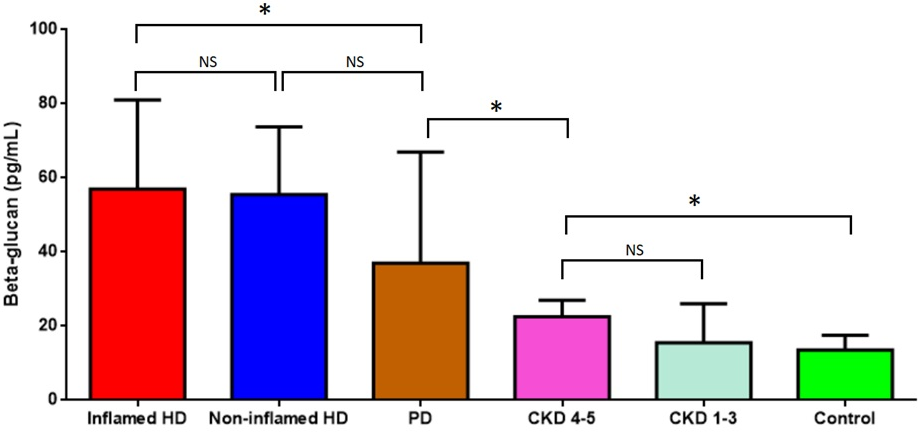 *
NS
NS
*
*
NS
Beta-glucan (pg/mL)
100
80
60
40
20
0
Inflamed HD
Non-inflamed HD
PD
CKD 4-5
CKD 1-3
Control